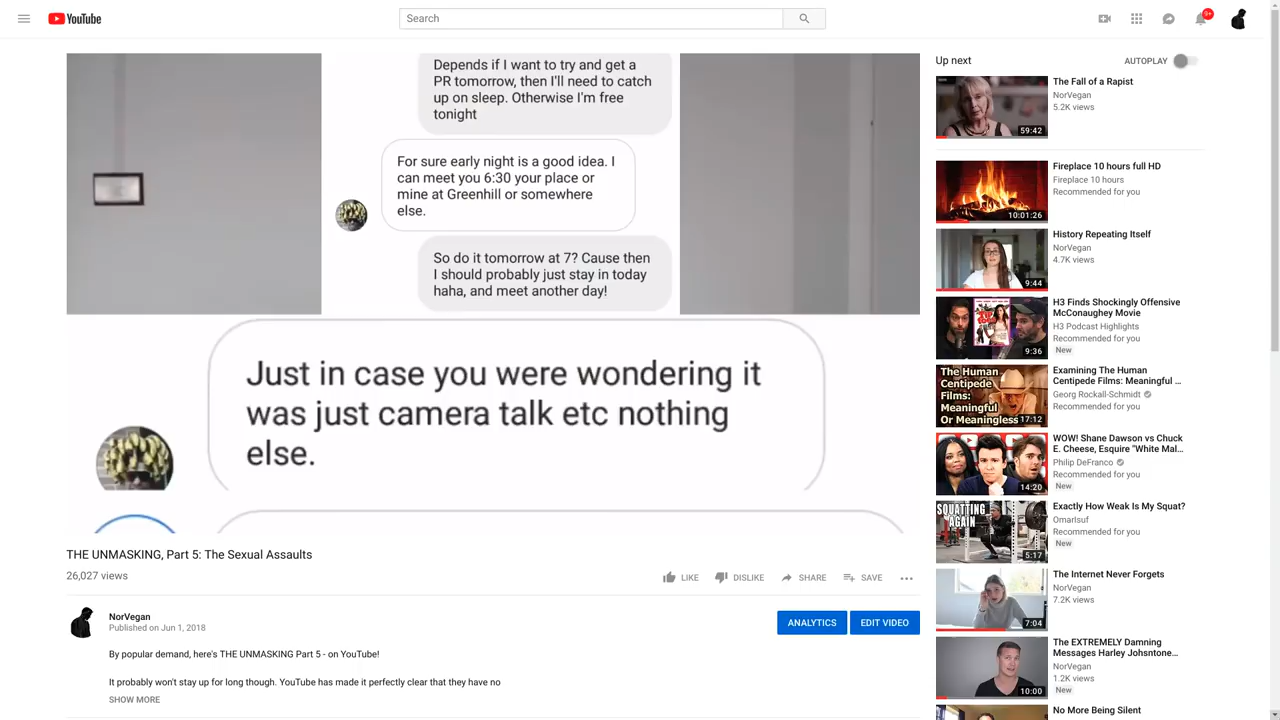 YouTube
Search
9+
Depends if I want to try and get a
PR tomorrow, then I'll need to catch
up on sleep. Otherwise I'm free
tonight
For sure early night is a good idea. I
can meet you 6:30 your place or
mine at Greenhill or somewhere
else.
So do it tomorrow at 7? Cause then
I should probably just stay in today
haha, and meet another day!
Just in case you were wondering it
was just camera talk etc nothing
else.
THE UNMASKING, Part 5: The Sexual Assaults
26,027 views
LIKE
DISLIKE
SHARE
SAVE
NorVegan
Published on Jun 1, 2018
ANALYTICS
EDIT VIDEO
By popular demand, here's THE UNMASKING Part 5 - on YouTube!
It probably won't stay up for long though. YouTube has made it perfectly clear that they have no
SHOW MORE
Up next
AUTOPLAY
59:42
The Fall of a Rapist
NorVegan
5.2K views
10:01:26
Fireplace 10 hours full HD
Fireplace 10 hours
Recommended for you
9:44
History Repeating Itself
NorVegan
4.7K views
9:36
H3 Finds Shockingly Offensive
McConaughey Movie
H3 Podcast Highlights
Recommended for you
New
The Human
Centipede
Films:
Meaningful
Or Meaningless
17:12
Examining The Human
Centipede Films: Meaningful ...
Georg Rockall-Schmidt
Recommended for you
14:20
WOW! Shane Dawson vs Chuck
E. Cheese, Esquire "White Mal...
Philip DeFranco
Recommended for you
New
SQUATTING
AGAIN
5:17
Exactly How Weak Is My Squat?
OmarIsuf
Recommended for you
New
7:04
The Internet Never Forgets
NorVegan
7.2K views
10:00
The EXTREMELY Damning
Messages Harley Johsntone...
NorVegan
1.2K views
New
No More Being Silent